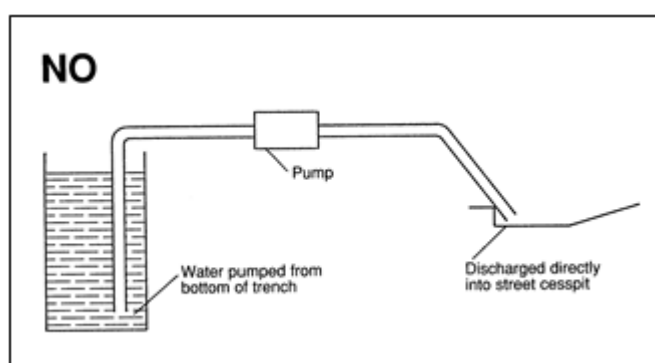 NO
Pump
Water pumped from
bottom of trench
Discharged directly
into street cesspit